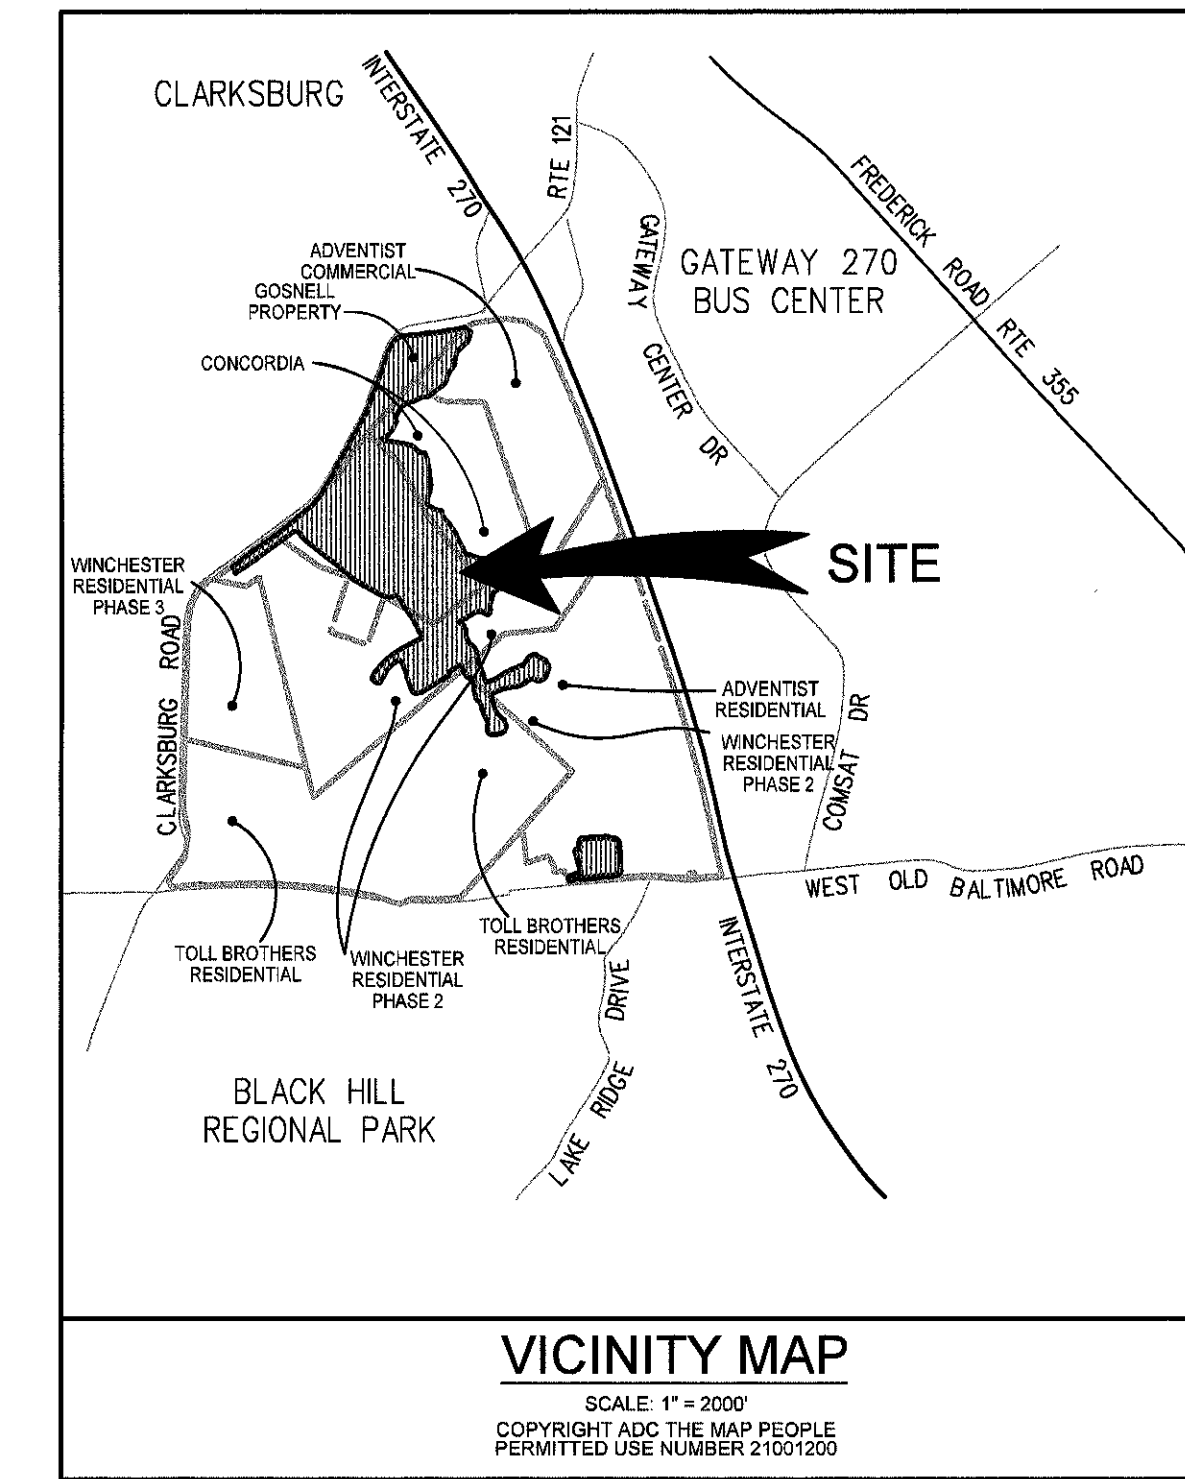 CLARKSBURG
INTERSTATE 270
RTE 121
FREDERICK ROAD RTE 355
GATEWAY CENTER DR
GATEWAY 270
BUS CENTER
ADVENTIST
COMMERCIAL
GOSNELL
PROPERTY
CONCORDIA
SITE
WINCHESTER
RESIDENTIAL
PHASE 3
CLARKSBURG ROAD
ADVENTIST
RESIDENTIAL
WINCHESTER
RESIDENTIAL
PHASE 2
COMSAT DR
WEST OLD BALTIMORE ROAD
TOLL BROTHERS
RESIDENTIAL
WINCHESTER
RESIDENTIAL
PHASE 2
TOLL BROTHERS
RESIDENTIAL
INTERSTATE 270
LAKE RIDGE DRIVE
BLACK HILL
REGIONAL PARK
VICINITY MAP
SCALE: 1" = 2000'
COPYRIGHT ADC THE MAP PEOPLE
PERMITTED USE NUMBER 21001200